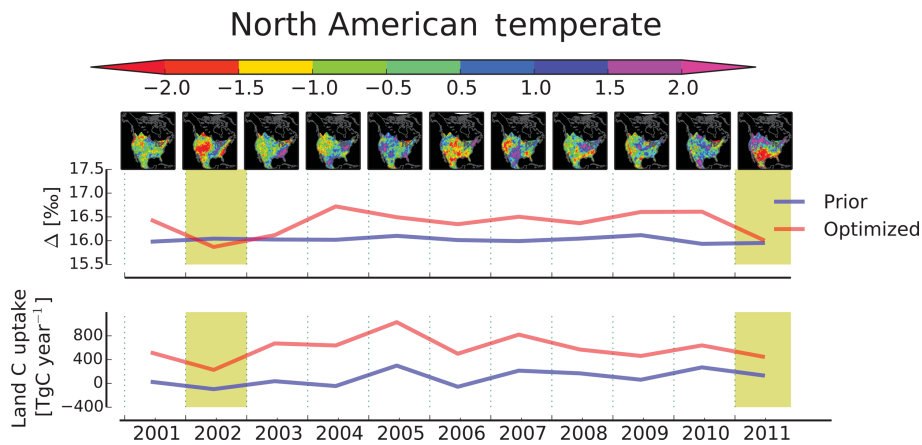 North American temperate
−2.0 −1.5 −1.0 −0.5 0.5 1.0 1.5 2.0
17.5
16.5
16.0
15.5
17.0
Δ [‰]
Prior
Optimized
Land C uptake
[TgC year⁻¹]
800
400
0
−400
2001 2002 2003 2004 2005 2006 2007 2008 2009 2010 2011